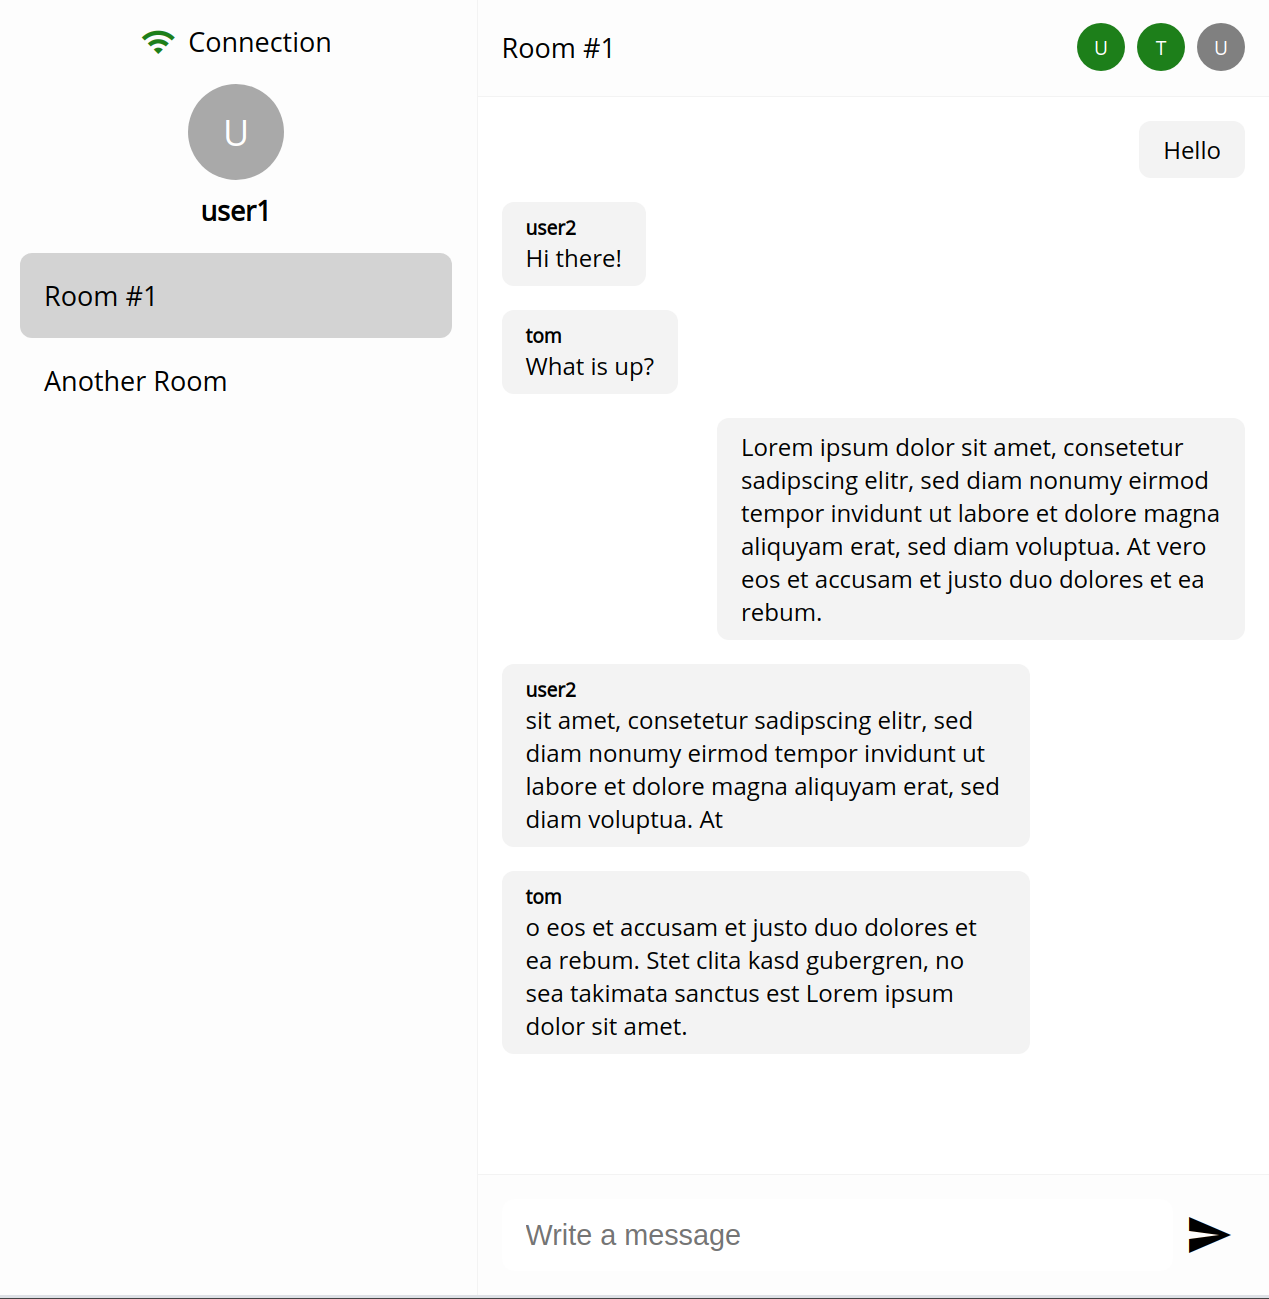 Connection
U
user1
Room #1
Another Room
Room #1
U T U
Hello
user2
Hi there!
tom
What is up?
Lorem ipsum dolor sit amet, consetetur
sadipscing elitr, sed diam nonumy eirmod
tempor invidunt ut labore et dolore magna
aliquyam erat, sed diam voluptua. At vero
eos et accusam et justo duo dolores et ea
rebum.
user2
sit amet, consetetur sadipscing elitr, sed
diam nonumy eirmod tempor invidunt ut
labore et dolore magna aliquyam erat, sed
diam voluptua. At
tom
o eos et accusam et justo duo dolores et
ea rebum. Stet clita kasd gubergren, no
sea takimata sanctus est Lorem ipsum
dolor sit amet.
Write a message